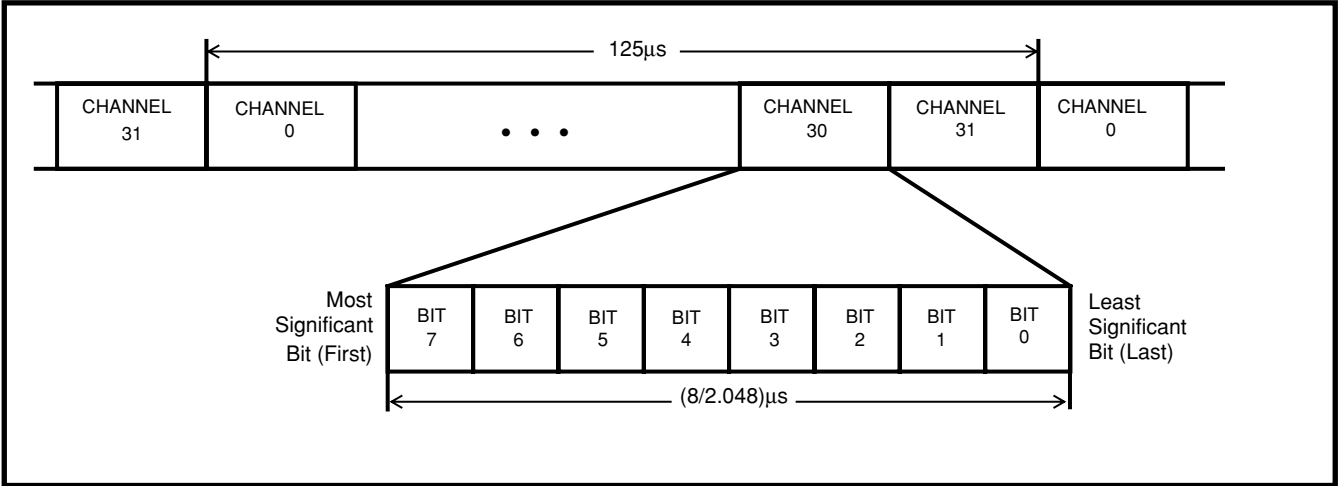 125μs
CHANNEL
31
CHANNEL
0
• • •
CHANNEL
30
CHANNEL
31
CHANNEL
0
Most
Significant
Bit (First)
BIT
7
BIT
6
BIT
5
BIT
4
BIT
3
BIT
2
BIT
1
BIT
0
Least
Significant
Bit (Last)
(8/2.048)μs